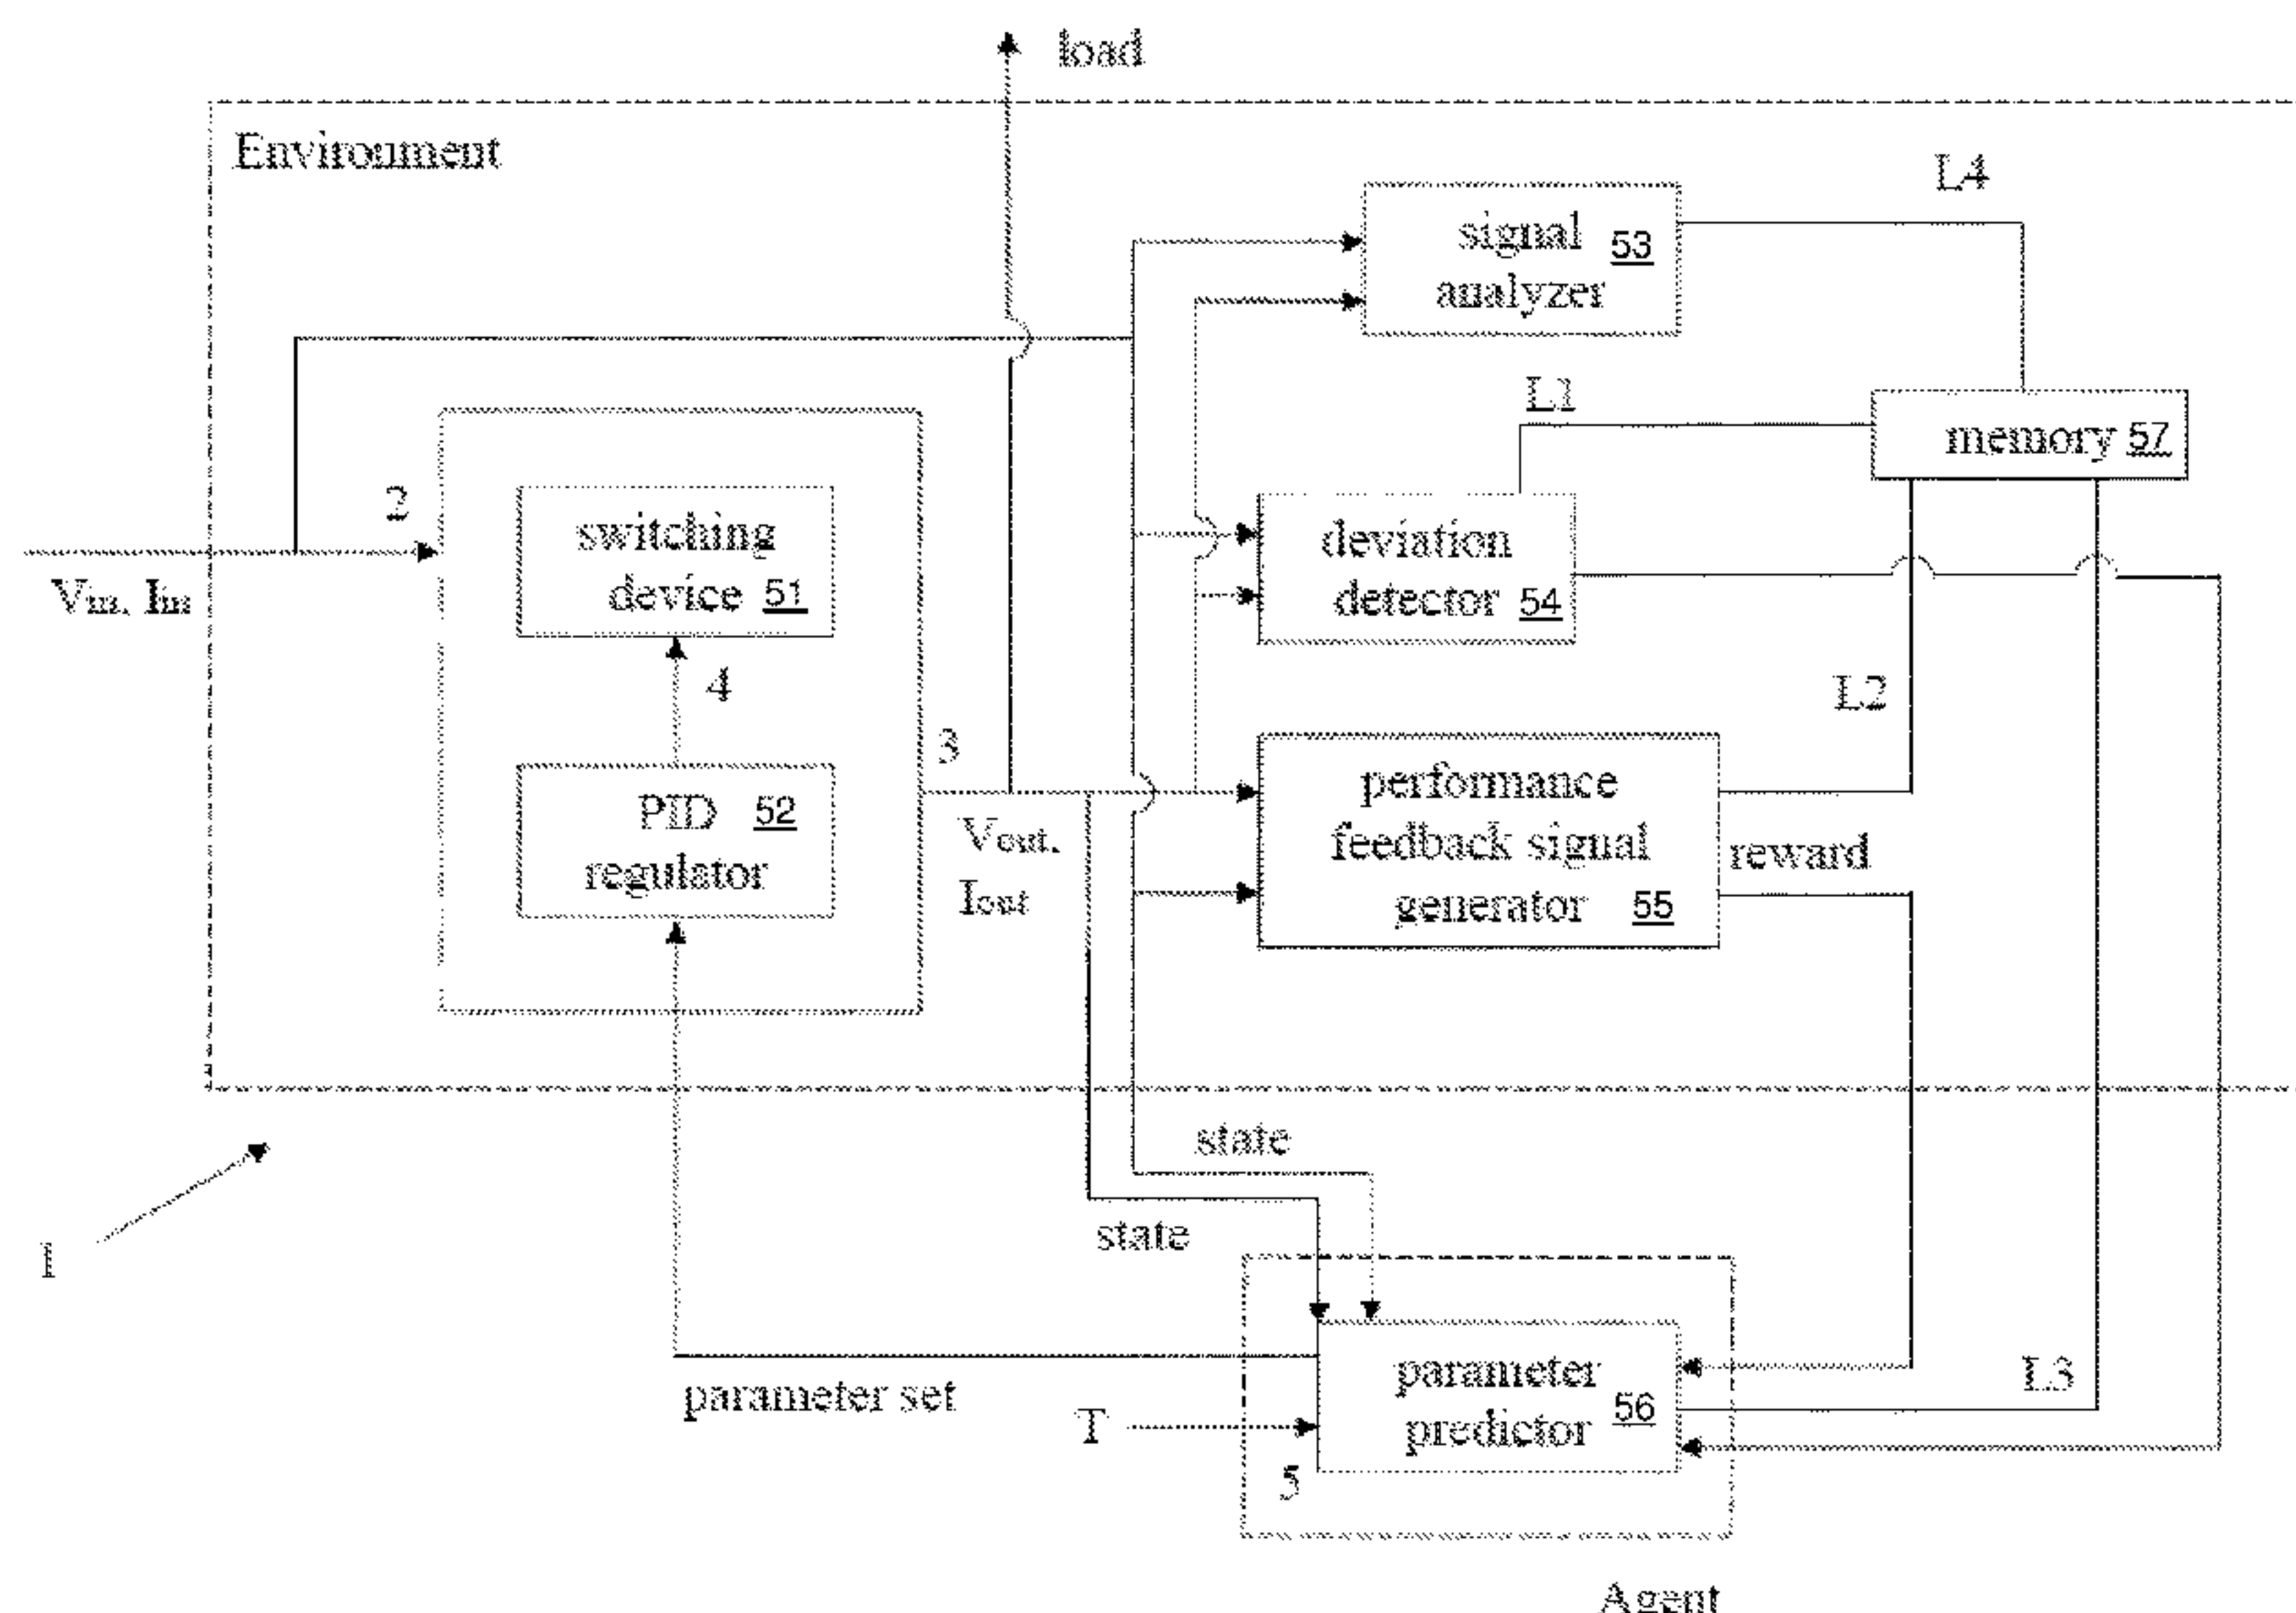 load
Environment
L4
signal
analyzer 53
L1
memory 57
2
switching
device 51
deviation
detector 54
Vin, Iin
4
L2
3
PID 52
regulator
performance
feedback signal
generator 55
Vout,
Iout
reward
state
state
1
parameter set
T
parameter
predictor 56
L3
5
Agent